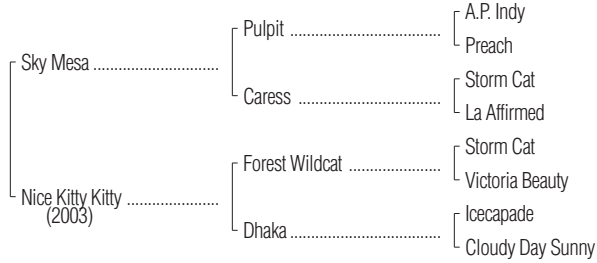 A.P. Indy
Pulpit ..........................................
Preach
Sky Mesa ....................................
Storm Cat
Caress .........................................
La Affirmed
Storm Cat
Forest Wildcat ...........................
Victoria Beauty
Nice Kitty Kitty ...........................
(2003)
Icecapade
Dhaka ...........................................
Cloudy Day Sunny